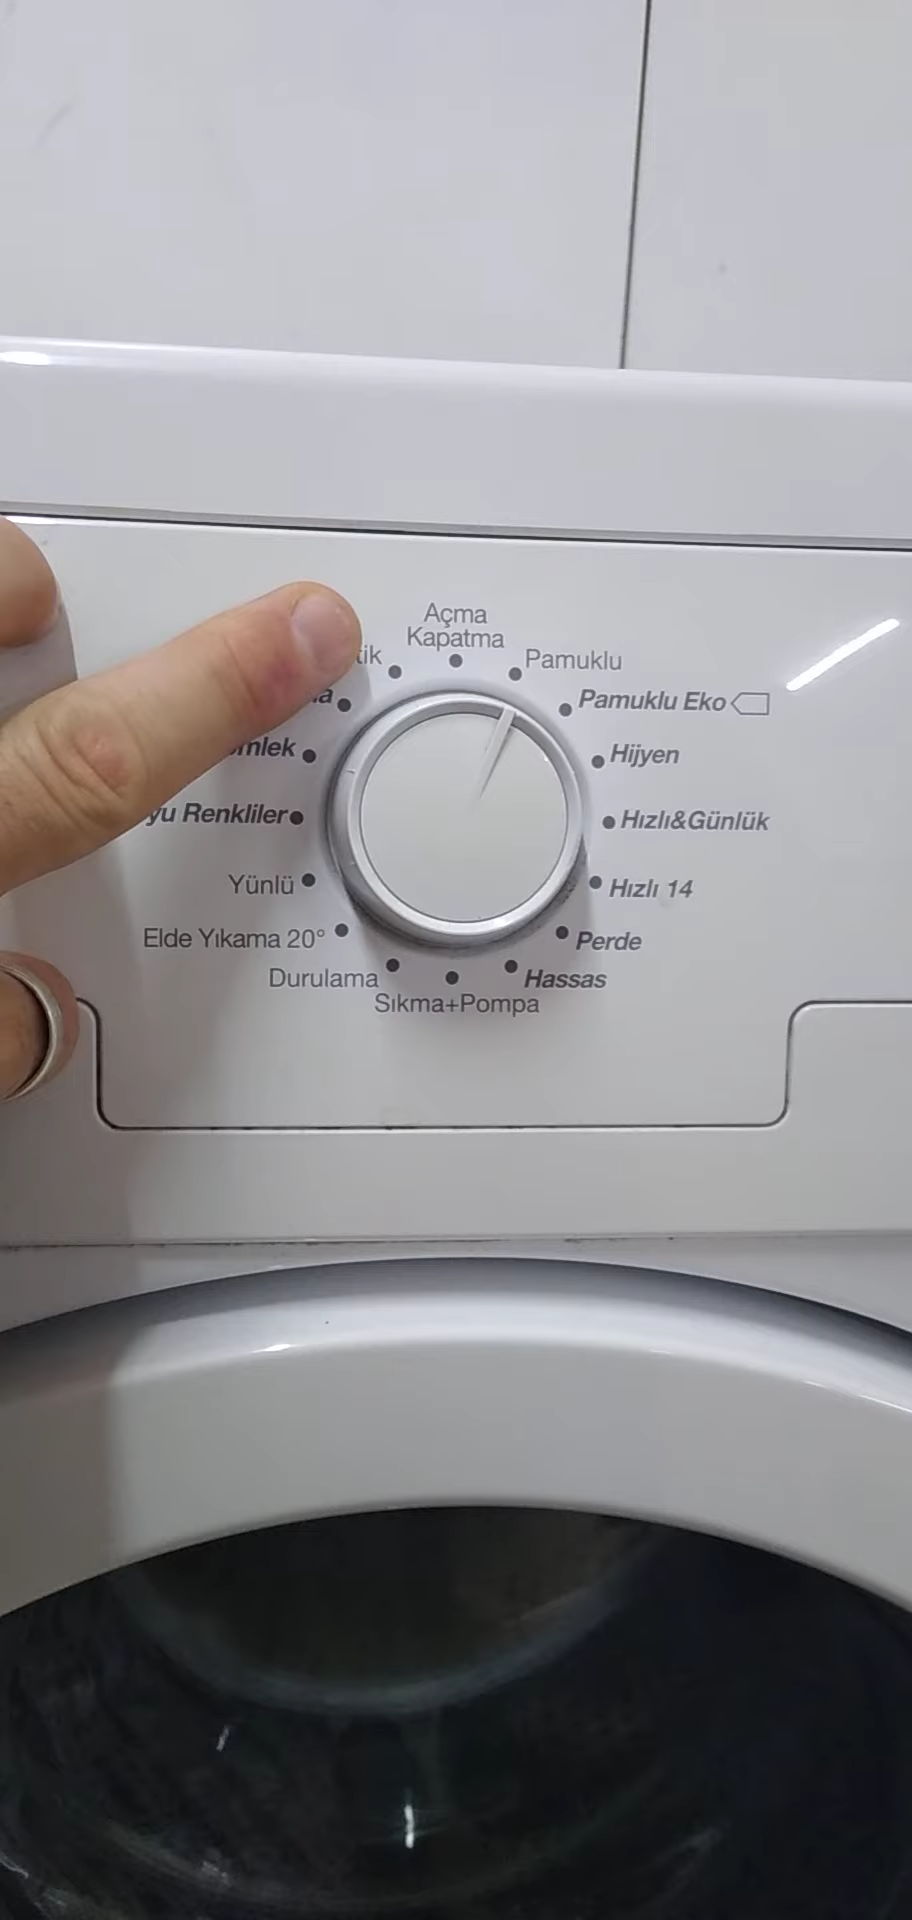 Açma
Kapatma
Pamuklu
Pamuklu Eko
Hijyen
Hızlı&Günlük
Hızlı 14
Perde
Hassas
Sıkma+Pompa
Durulama
Elde Yıkama 20°
Yünlü
Renkliler